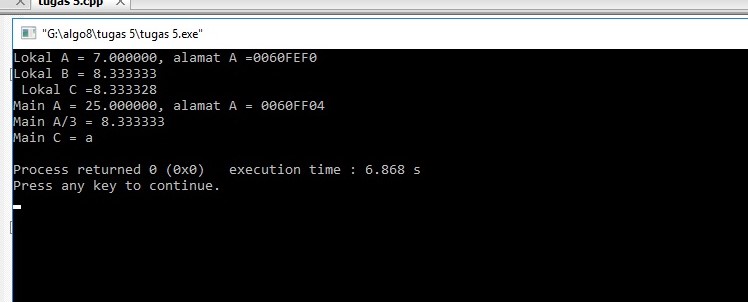 tugas 5.cpp X
"G:\algo8\tugas 5\tugas 5.exe"
Lokal A = 7.000000, alamat A =0060FEF0
Lokal B = 8.333333
 Lokal C =8.333328
Main A = 25.000000, alamat A = 0060FF04
Main A/3 = 8.333333
Main C = a
Process returned 0 (0x0)   execution time : 6.868 s
Press any key to continue.